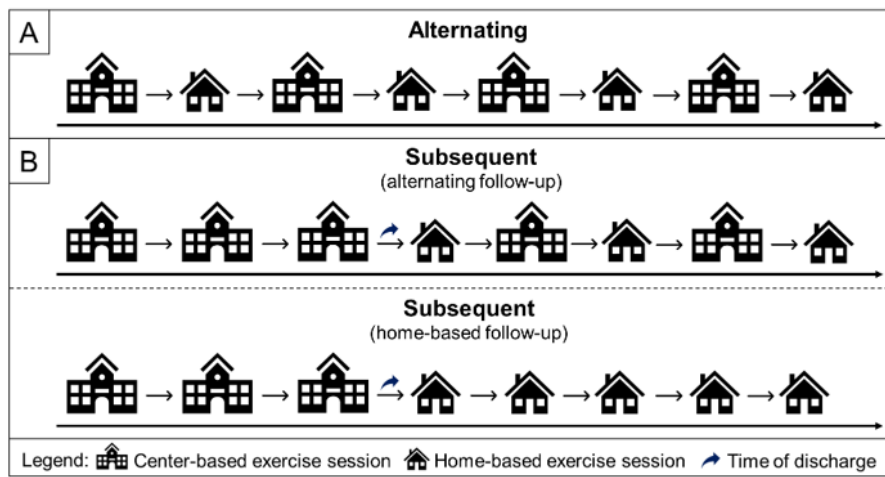 A
Alternating
B
Subsequent
(alternating follow-up)
Subsequent
(home-based follow-up)
Legend: Center-based exercise session Home-based exercise session Time of discharge